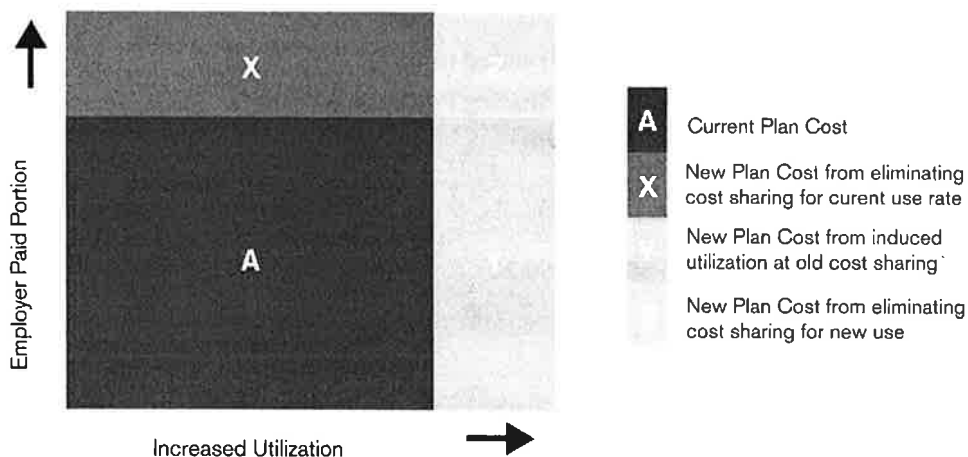 X
A
Employer Paid Portion
Increased Utilization
A
Current Plan Cost
X
New Plan Cost from eliminating
cost sharing for curent use rate
New Plan Cost from induced
utilization at old cost sharing
New Plan Cost from eliminating
cost sharing for new use